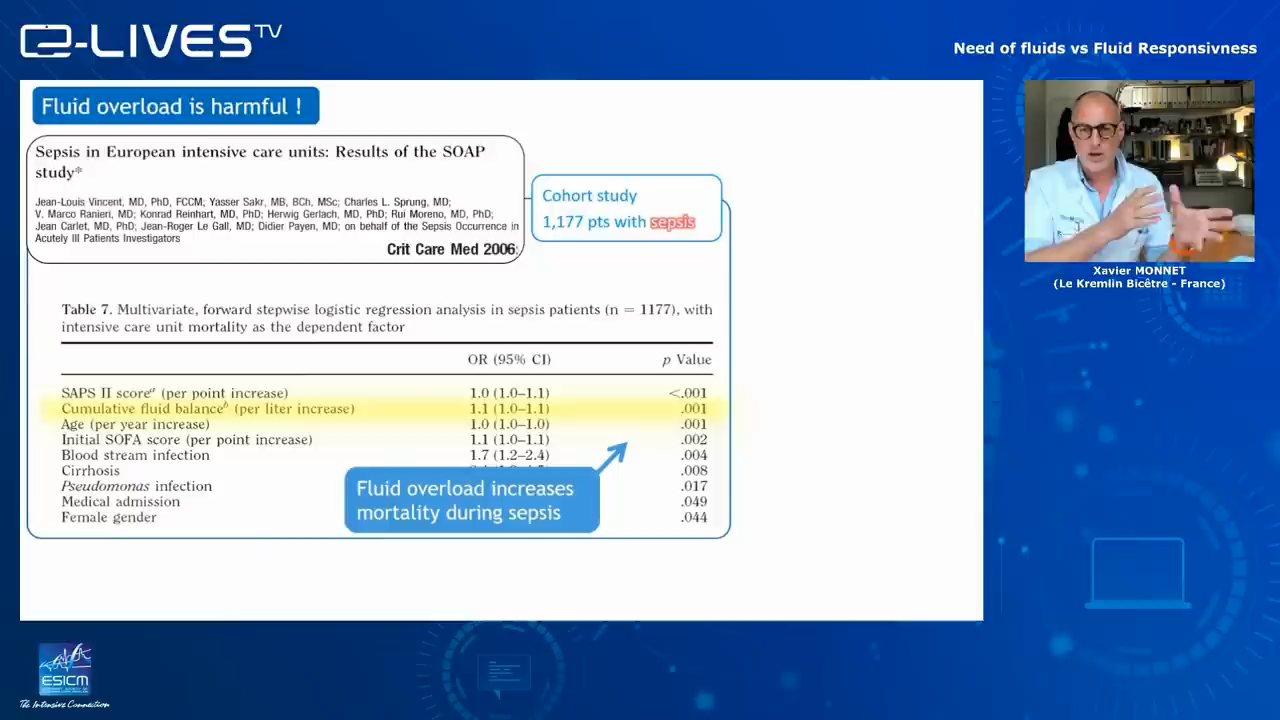 e-LIVES TV
Need of fluids vs Fluid Responsivness
Fluid overload is harmful !
Sepsis in European intensive care units: Results of the SOAP
study*
Jean-Louis Vincent, MD, PhD, FCCM; Yasser Sakr, MB, BCh, MSc; Charles L. Sprung, MD;
V. Marco Ranieri, MD; Konrad Reinhart, MD, PhD; Herwig Gerlach, MD, PhD; Rui Moreno, MD, PhD;
Jean Carlet, MD, PhD; Jean-Roger Le Gall, MD; Didier Payen, MD; on behalf of the Sepsis Occurrence in
Acutely Ill Patients Investigators
Crit Care Med 2006;
Cohort study
1,177 pts with sepsis
Xavier MONNET
(Le Kremlin Bicêtre - France)
Table 7. Multivariate, forward stepwise logistic regression analysis in sepsis patients (n = 1177), with
intensive care unit mortality as the dependent factor
OR (95% CI) p Value
SAPS II scoreᵃ (per point increase) 1.0 (1.0–1.1) <.001
Cumulative fluid balanceᵇ (per liter increase) 1.1 (1.0–1.1) .001
Age (per year increase) 1.0 (1.0–1.0) .001
Initial SOFA score (per point increase) 1.1 (1.0–1.1) .002
Blood stream infection 1.7 (1.2–2.4) .004
Cirrhosis .008
Pseudomonas infection .017
Medical admission .049
Female gender .044
Fluid overload increases
mortality during sepsis
ESICM
The Intensive Connection